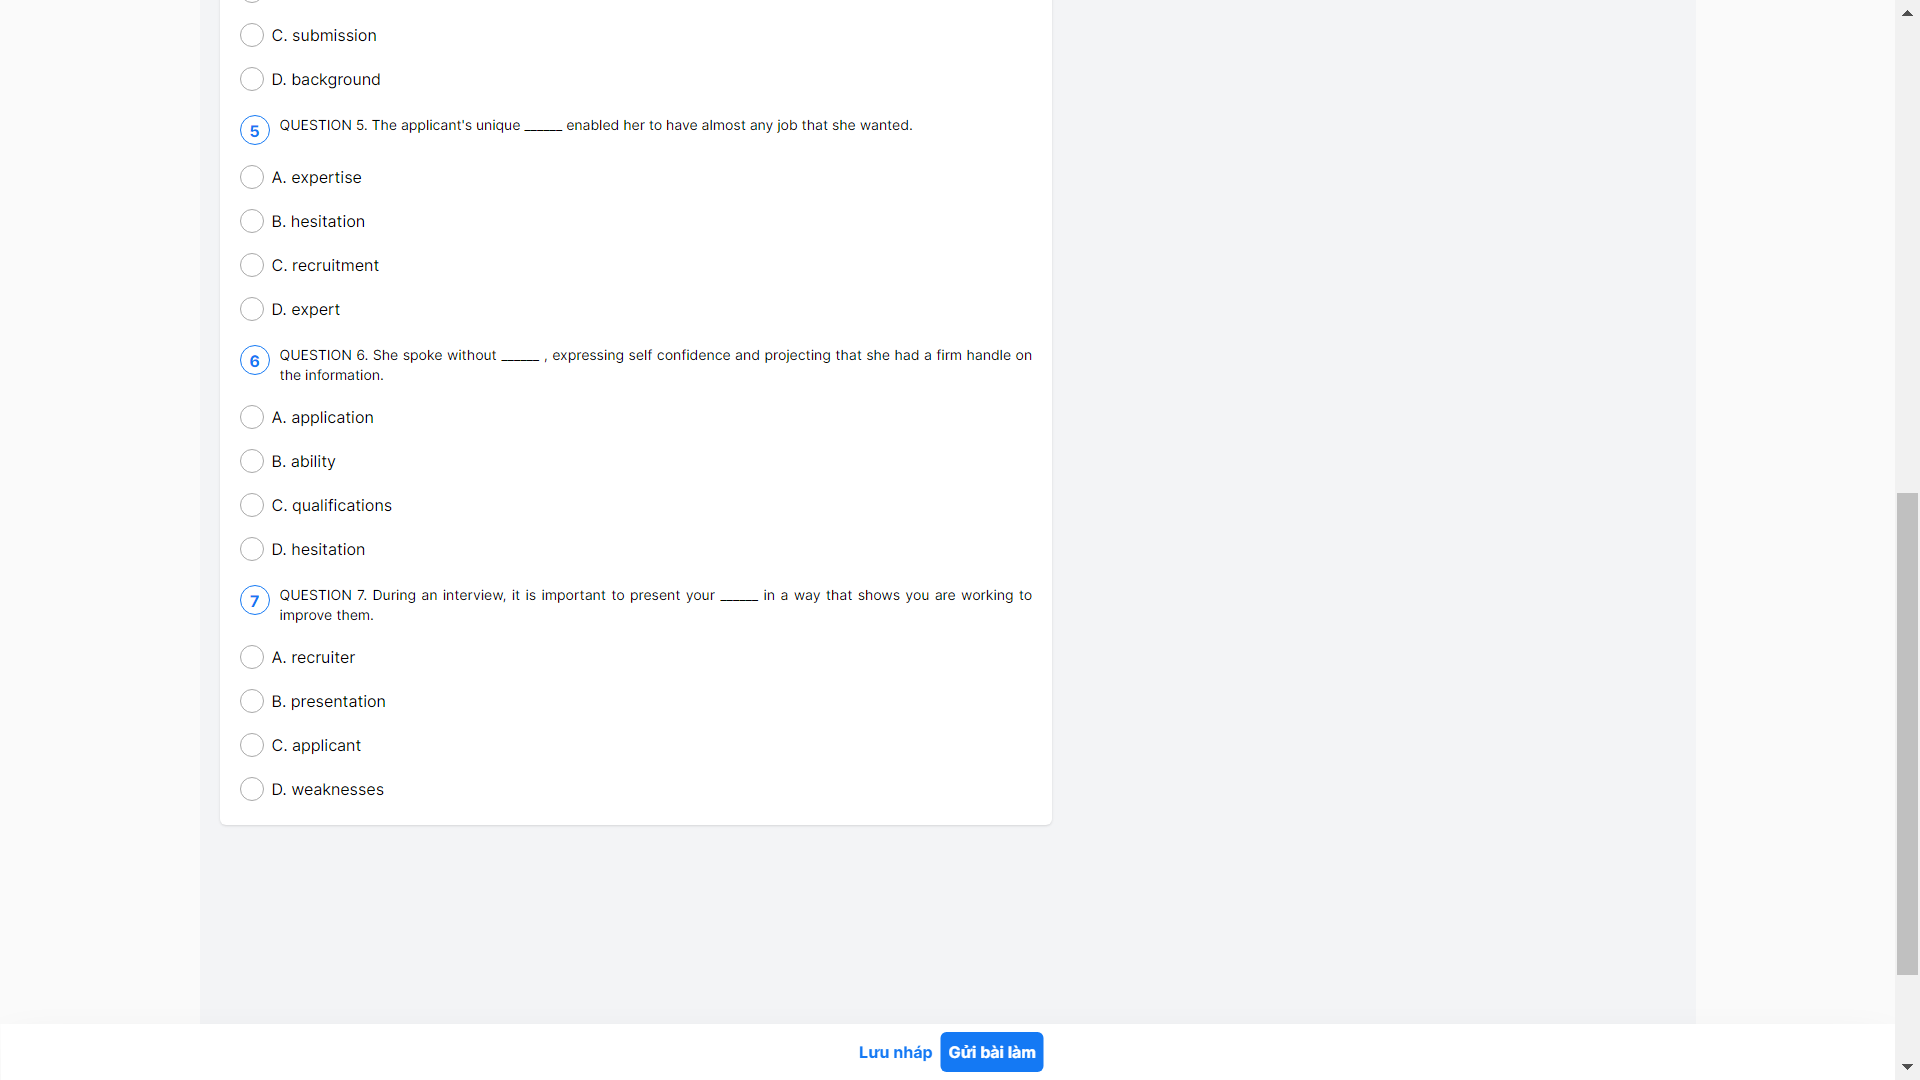 C. submission
D. background
5
QUESTION 5. The applicant's unique ______ enabled her to have almost any job that she wanted.
A. expertise
B. hesitation
C. recruitment
D. expert
6
QUESTION 6. She spoke without ______ , expressing self confidence and projecting that she had a firm handle on
the information.
A. application
B. ability
C. qualifications
D. hesitation
7
QUESTION 7. During an interview, it is important to present your ______ in a way that shows you are working to
improve them.
A. recruiter
B. presentation
C. applicant
D. weaknesses
Lưu nháp
Gửi bài làm